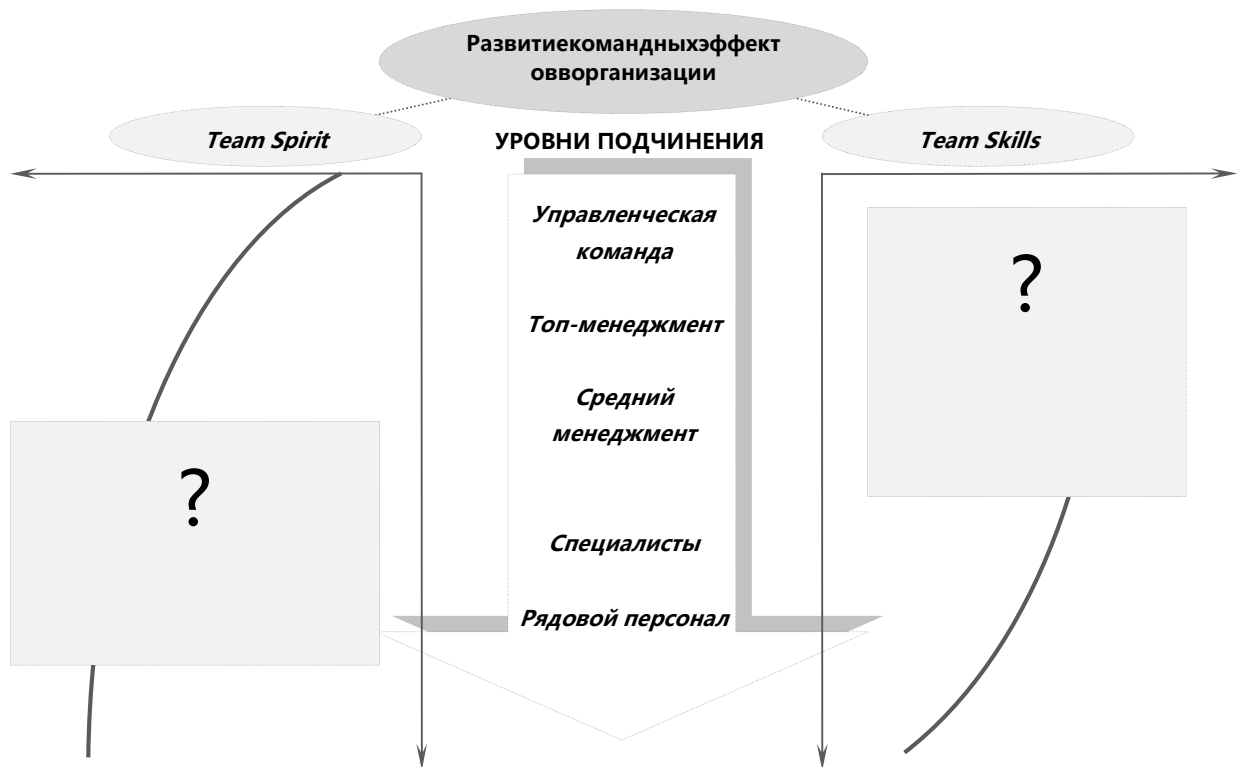 Развитиекомандныхэффект
овворганизации
Team Spirit
УРОВНИ ПОДЧИНЕНИЯ
Team Skills
Управленческая
команда
?
Топ-менеджмент
Средний
менеджмент
?
Специалисты
Рядовой персонал